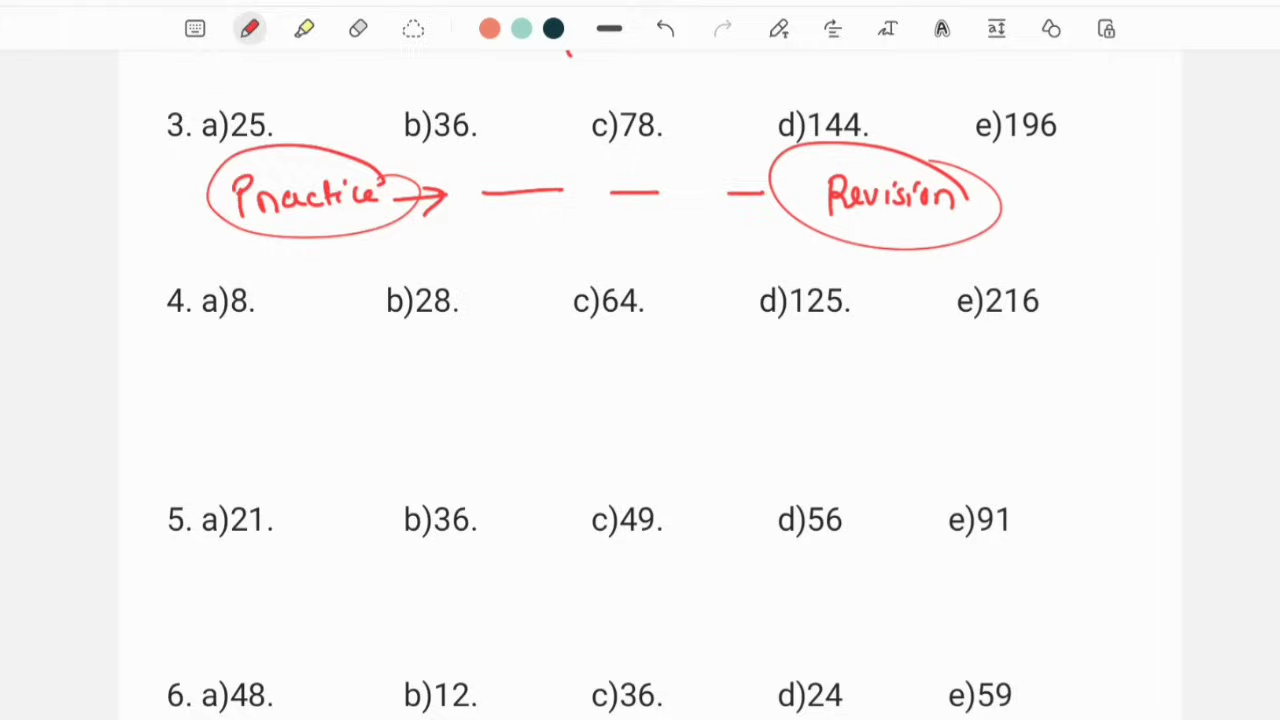 3. a)25. b)36. c)78. d)144. e)196
Practice → — — — Revision
4. a)8. b)28. c)64. d)125. e)216
5. a)21. b)36. c)49. d)56 e)91
6. a)48. b)12. c)36. d)24 e)59